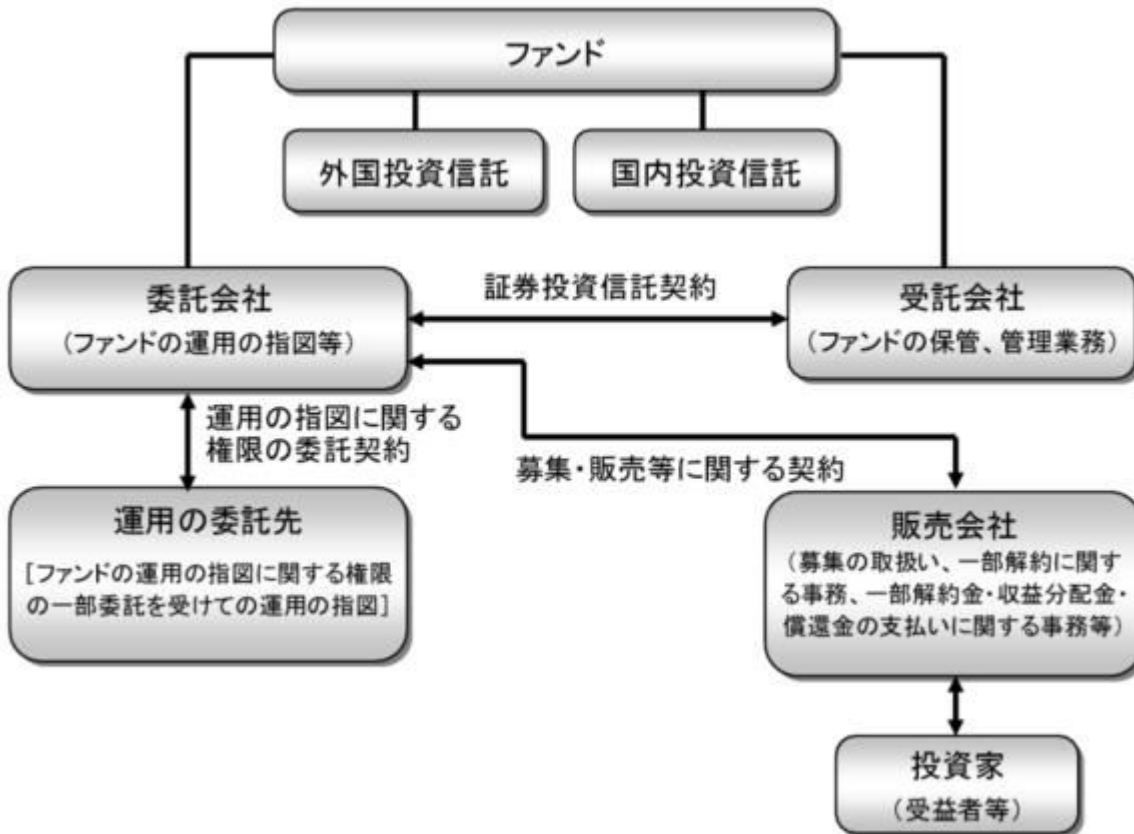 ファンド
外国投資信託
国内投資信託
委託会社
(ファンドの運用の指図等)
証券投資信託契約
受託会社
(ファンドの保管、管理業務)
運用の指図に関する
権限の委託契約
募集・販売等に関する契約
運用の委託先
[ファンドの運用の指図に関する権限
の一部委託を受けての運用の指図]
販売会社
(募集の取扱い、一部解約に関す
る事務、一部解約金・収益分配金・
償還金の支払いに関する事務等)
投資家
(受益者等)